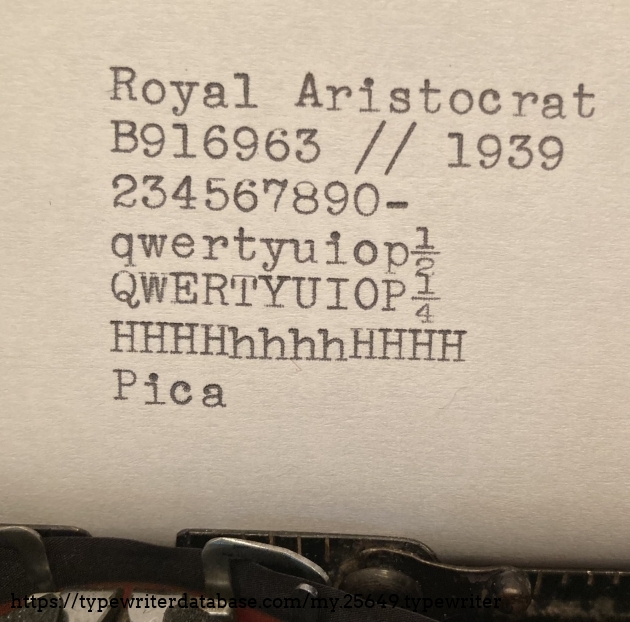 Royal Aristocrat
B916963 // 1939
234567890-
qwertyuiop½
QWERTYUIOP¼
HHHHhhhhHHHH
Pica
https://typewriterdatabase.com/my.25649.typewriter